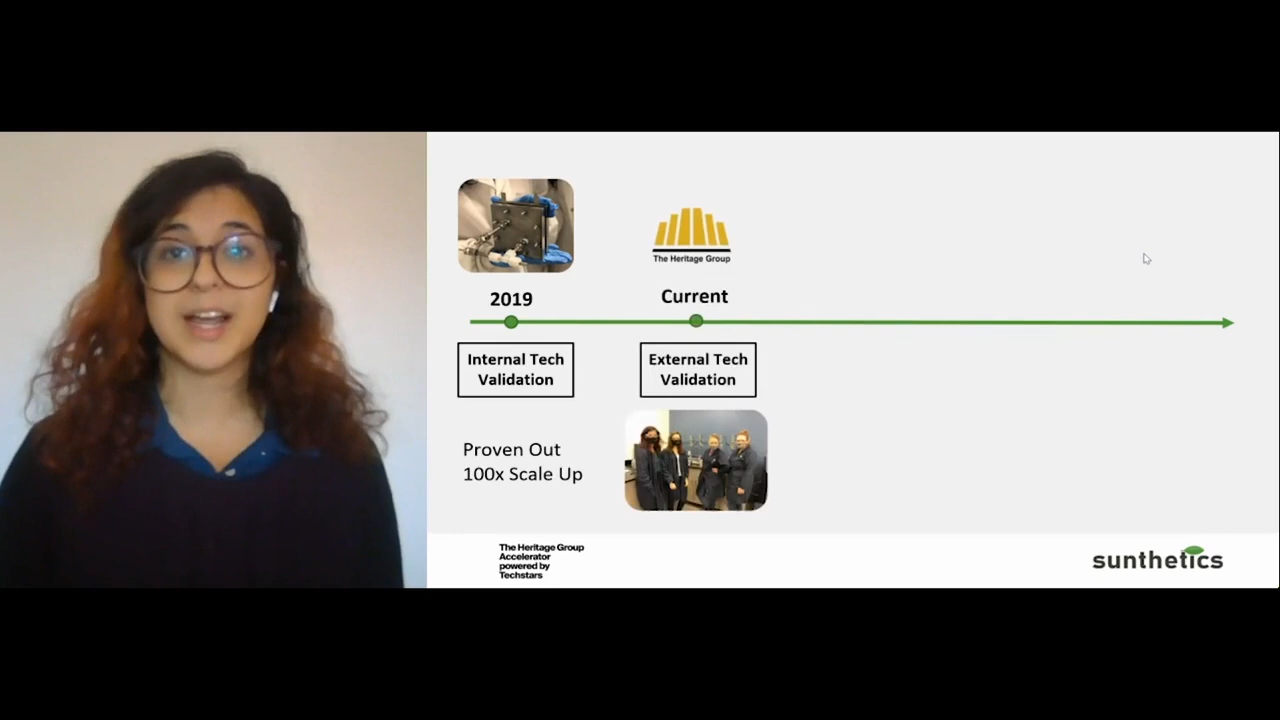 The Heritage Group
2019
Current
Internal Tech
Validation
External Tech
Validation
Proven Out
100x Scale Up
The Heritage Group
Accelerator
powered by
Techstars
sunthetics